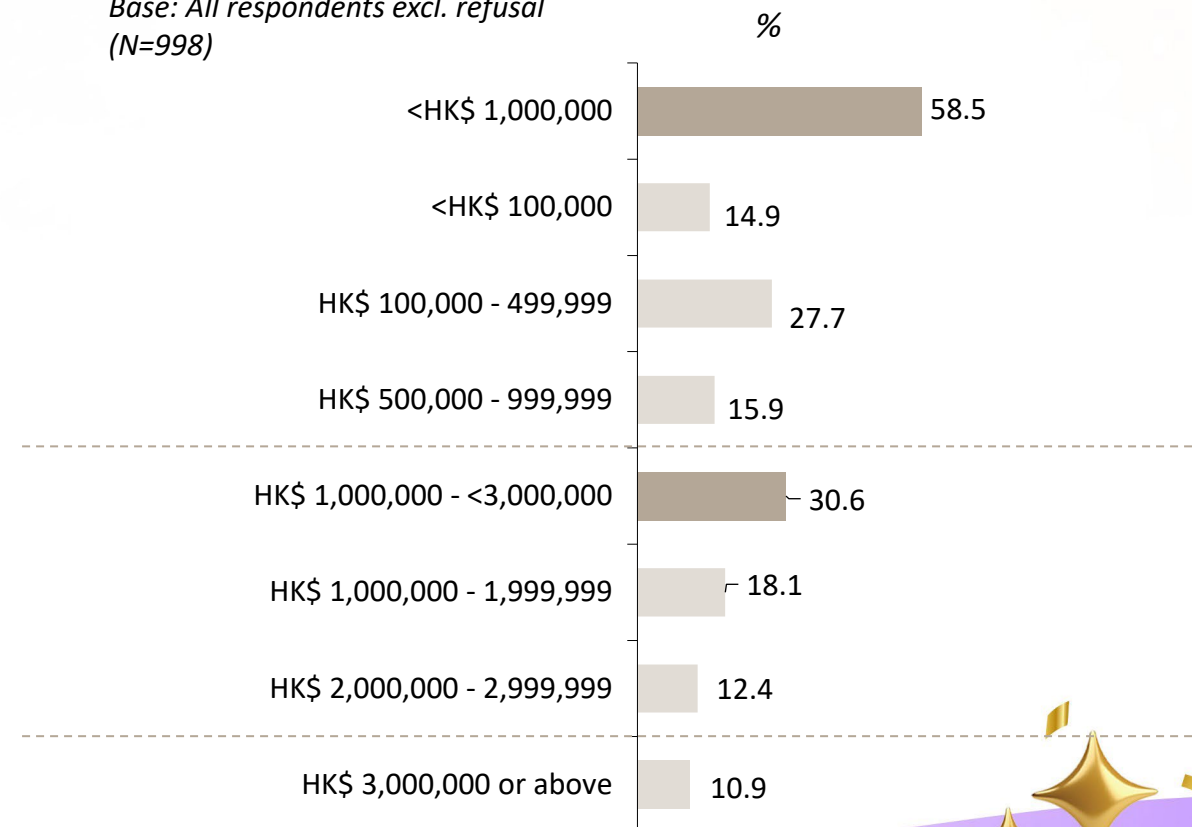 Base: All respondents excl. refusal
(N=998)
%
<HK$ 1,000,000 58.5
<HK$ 100,000 14.9
HK$ 100,000 - 499,999 27.7
HK$ 500,000 - 999,999 15.9
HK$ 1,000,000 - <3,000,000 30.6
HK$ 1,000,000 - 1,999,999 18.1
HK$ 2,000,000 - 2,999,999 12.4
HK$ 3,000,000 or above 10.9